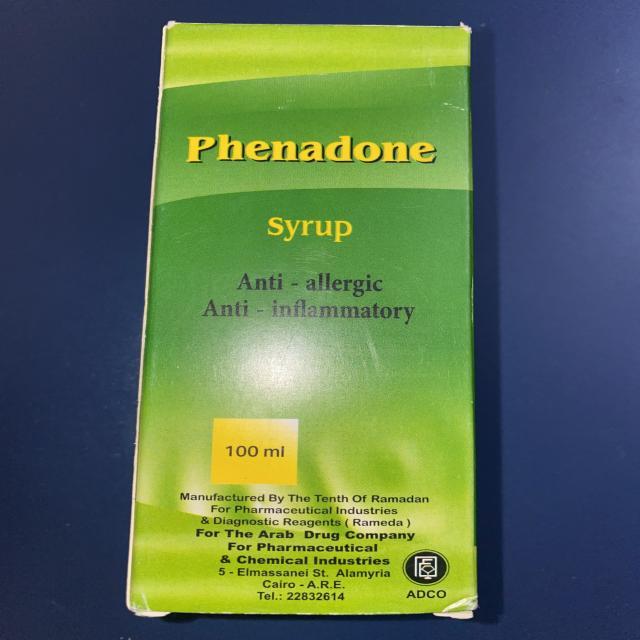 Phenadone
Syrup
Anti - allergic
Anti - inflammatory
100 ml
Manufactured By The Tenth Of Ramadan
For Pharmaceutical Industries
& Diagnostic Reagents ( Rameda )
For The Arab Drug Company
For Pharmaceutical
& Chemical Industries
5 - Elmassanei St. Alamyria
Cairo - A.R.E.
Tel.: 22832614
ADCO